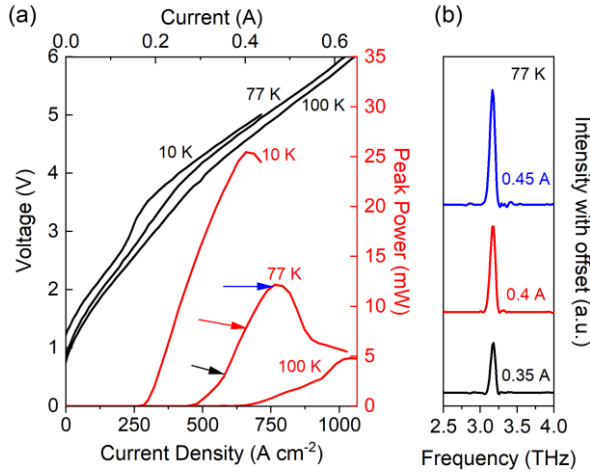 (a)
Current (A)
0.0 0.2 0.4 0.6
6
5
4
3
2
1
0
Voltage (V)
35
30
25
20
15
10
5
0
Peak Power (mW)
77 K
100 K
10 K
10 K
77 K
100 K
0 250 500 750 1000
Current Density (A cm-2)
(b)
77 K
0.45 A
0.4 A
0.35 A
Intensity with offset (a.u.)
2.5 3.0 3.5 4.0
Frequency (THz)